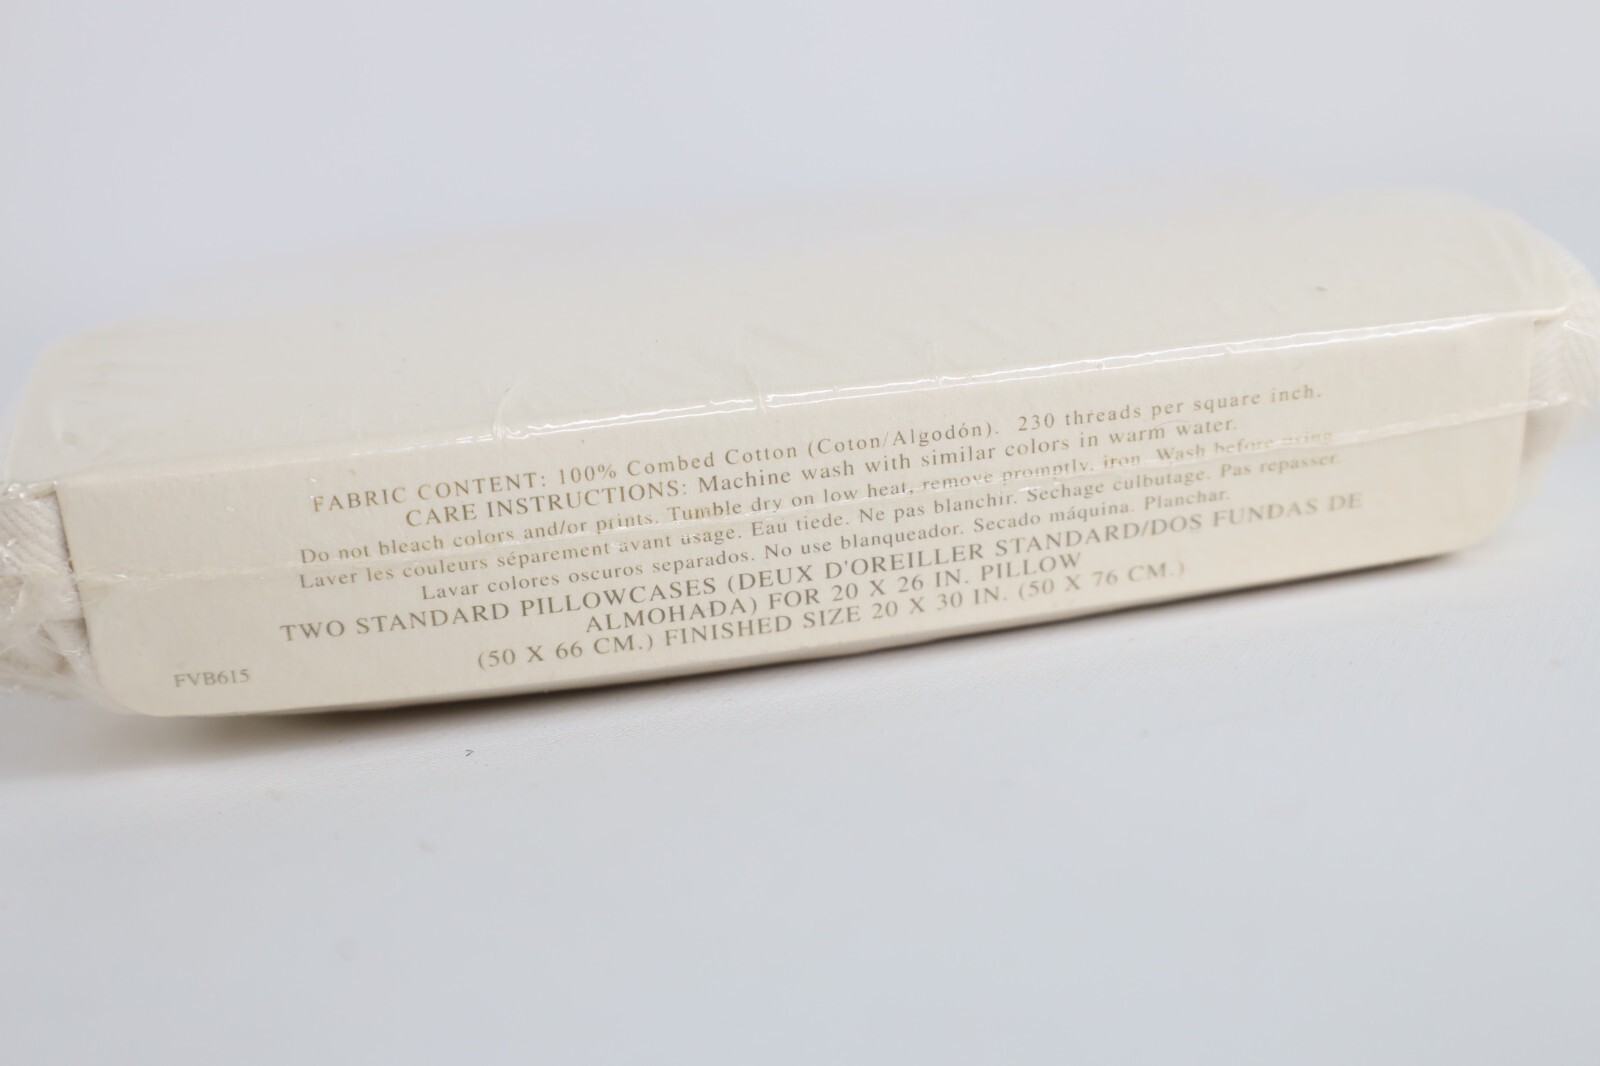 FABRIC CONTENT: 100% Combed Cotton (Coton/Algodón). 230 threads per square inch.
CARE INSTRUCTIONS: Machine wash with similar colors in warm water.
Do not bleach colors and/or prints. Tumble dry on low heat, remove promptly, iron. Wash before using.
Laver les couleurs séparement avant usage. Eau tiede. Ne pas blanchir. Sechage culbutage. Pas repasser.
Lavar colores oscuros separados. No use blanqueador. Secado máquina. Planchar.
TWO STANDARD PILLOWCASES (DEUX D'OREILLER STANDARD/DOS FUNDAS DE
ALMOHADA) FOR 20 X 26 IN. PILLOW
(50 X 66 CM.) FINISHED SIZE 20 X 30 IN. (50 X 76 CM.)
FVB615